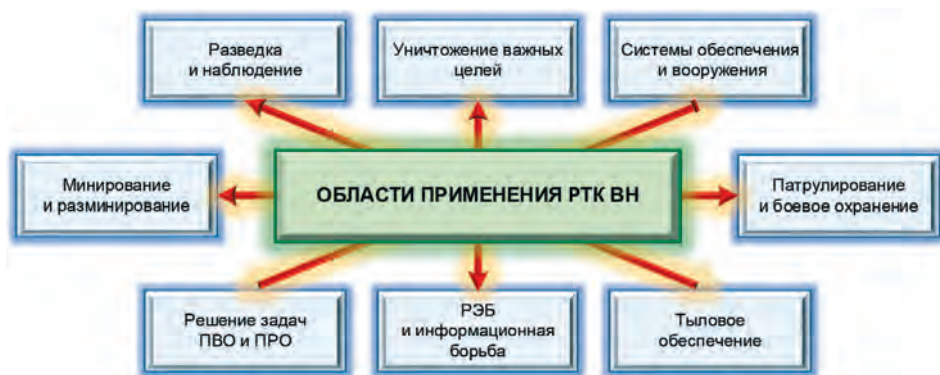 Разведка
и наблюдение
Уничтожение важных
целей
Системы обеспечения
и вооружения
Минирование
и разминирование
ОБЛАСТИ ПРИМЕНЕНИЯ РТК ВН
Патрулирование
и боевое охранение
Решение задач
ПВО и ПРО
РЭБ
и информационная
борьба
Тыловое
обеспечение